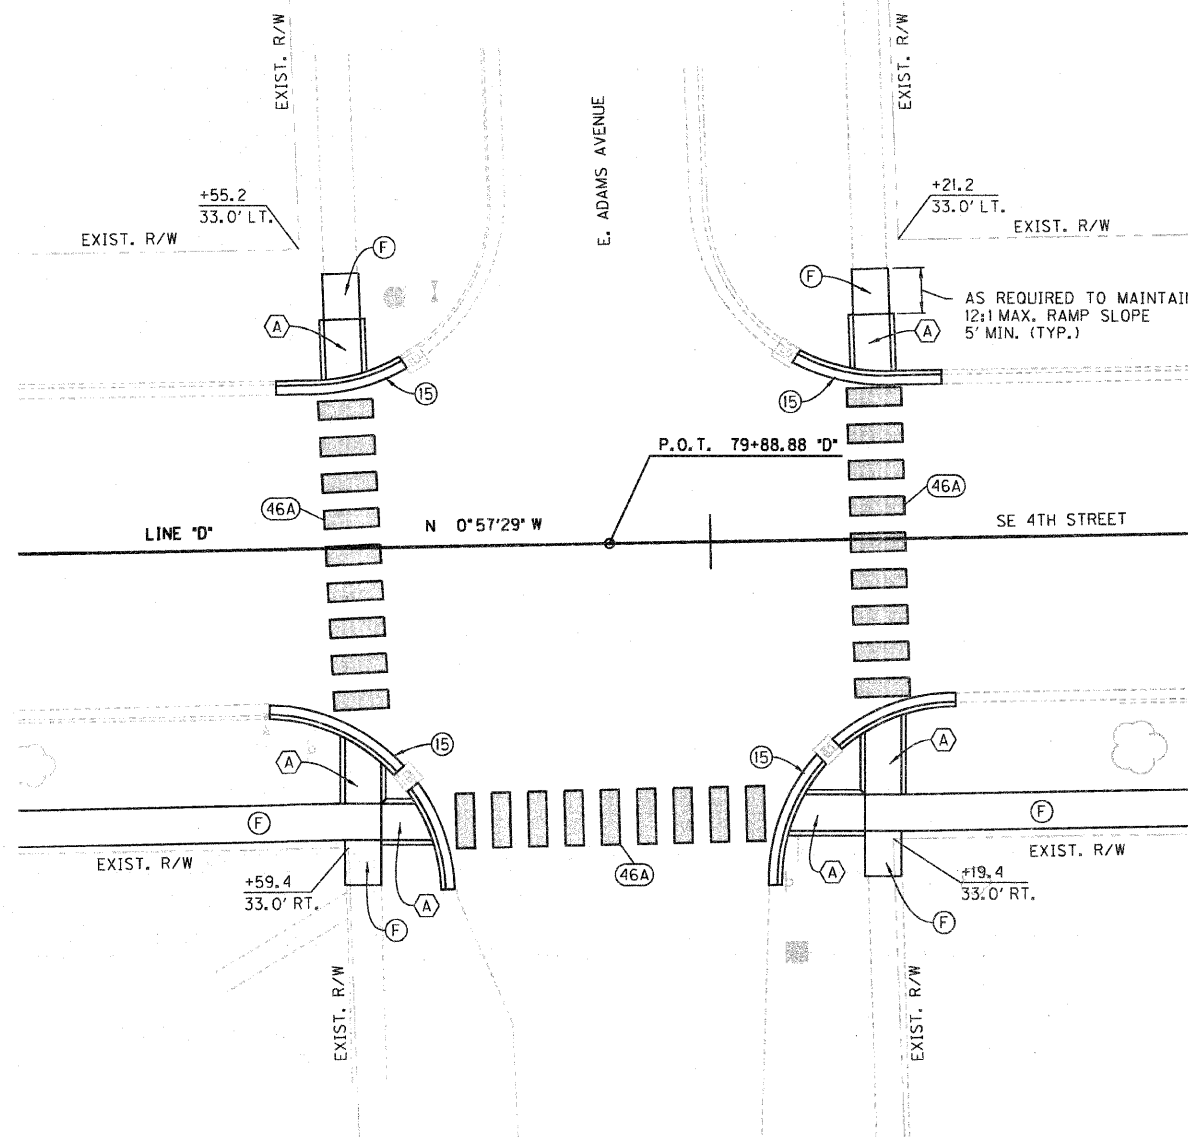 EXIST. R/W
EXIST. R/W
E. ADAMS AVENUE
+55.2
33.0' LT.
+21.2
33.0' LT.
EXIST. R/W
EXIST. R/W
F
F
AS REQUIRED TO MAINTAI
12:1 MAX. RAMP SLOPE
5' MIN. (TYP.)
A
A
15
15
P.O.T. 79+88.88 "D"
46A
46A
LINE "D"
N 0°57'29" W
SE 4TH STREET
15
15
A
A
F
F
EXIST. R/W
EXIST. R/W
A
A
46A
+59.4
33.0' RT.
+19.4
33.0' RT.
F
F
EXIST. R/W
EXIST. R/W